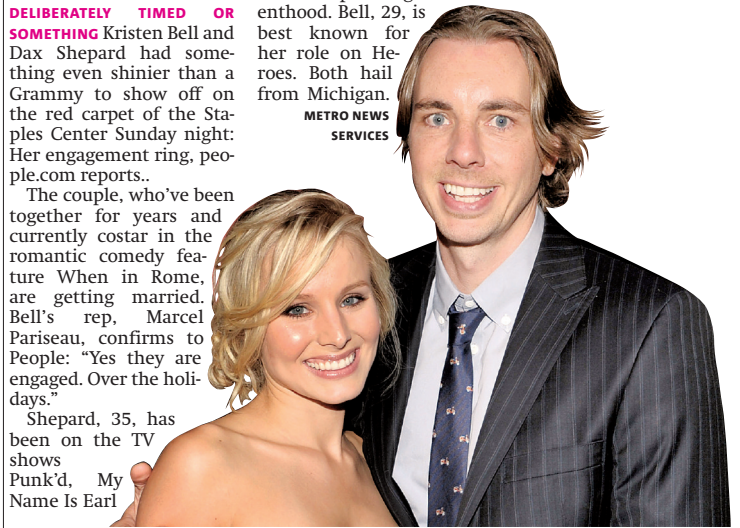 DELIBERATELY TIMED OR
SOMETHING Kristen Bell and
Dax Shepard had some-
thing even shinier than a
Grammy to show off on
the red carpet of the Sta-
ples Center Sunday night:
Her engagement ring, peo-
ple.com reports..
The couple, who’ve been
together for years and
currently costar in the
romantic comedy fea-
ture When in Rome,
are getting married.
Bell’s rep, Marcel
Pariseau, confirms to
People: “Yes they are
engaged. Over the holi-
days.”
Shepard, 35, has
been on the TV
shows
Punk’d, My
Name Is Earl
enthood. Bell, 29, is
best known for
her role on He-
roes. Both hail
from Michigan.
METRO NEWS
SERVICES